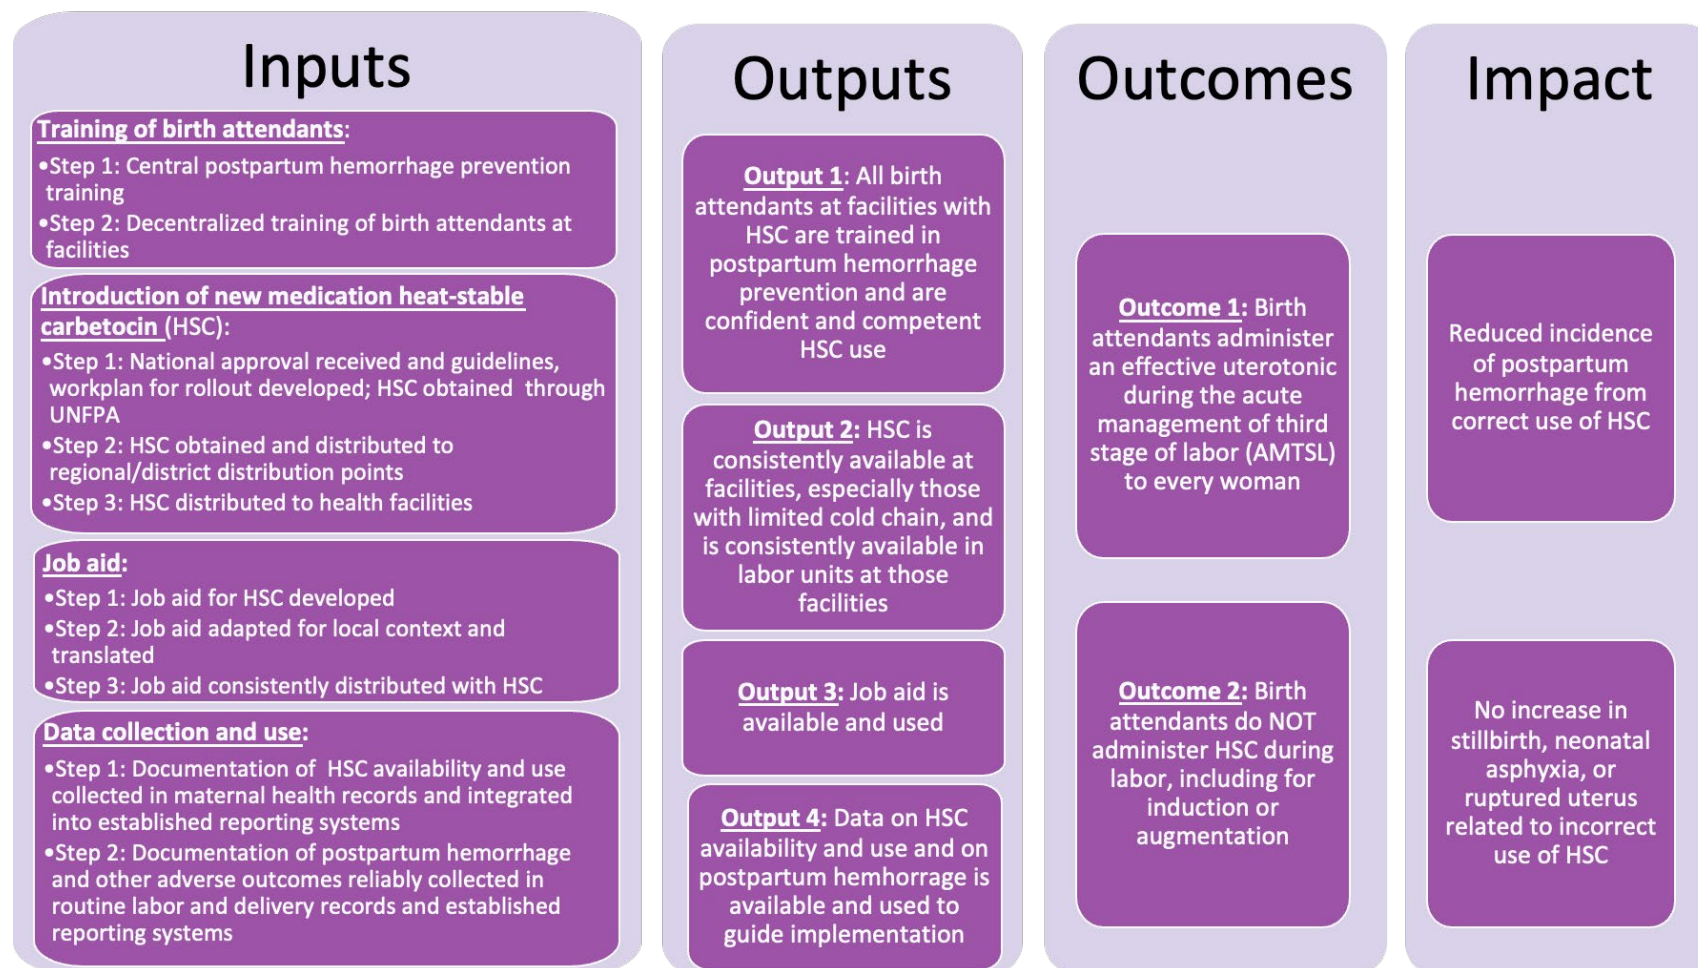 Inputs
Training of birth attendants:
•Step 1: Central postpartum hemorrhage prevention
training
•Step 2: Decentralized training of birth attendants at
facilities
Introduction of new medication heat-stable
carbetocin (HSC):
•Step 1: National approval received and guidelines,
workplan for rollout developed; HSC obtained through
UNFPA
•Step 2: HSC obtained and distributed to
regional/district distribution points
•Step 3: HSC distributed to health facilities
Job aid:
•Step 1: Job aid for HSC developed
•Step 2: Job aid adapted for local context and
translated
•Step 3: Job aid consistently distributed with HSC
Data collection and use:
•Step 1: Documentation of HSC availability and use
collected in maternal health records and integrated
into established reporting systems
•Step 2: Documentation of postpartum hemorrhage
and other adverse outcomes reliably collected in
routine labor and delivery records and established
reporting systems
Outputs
Output 1: All birth
attendants at facilities with
HSC are trained in
postpartum hemorrhage
prevention and are
confident and competent
HSC use
Output 2: HSC is
consistently available at
facilities, especially those
with limited cold chain, and
is consistently available in
labor units at those
facilities
Output 3: Job aid is
available and used
Output 4: Data on HSC
availability and use and on
postpartum hemhorrage is
available and used to
guide implementation
Outcomes
Outcome 1: Birth
attendants administer
an effective uterotonic
during the acute
management of third
stage of labor (AMTSL)
to every woman
Outcome 2: Birth
attendants do NOT
administer HSC during
labor, including for
induction or
augmentation
Impact
Reduced incidence
of postpartum
hemorrhage from
correct use of HSC
No increase in
stillbirth, neonatal
asphyxia, or
ruptured uterus
related to incorrect
use of HSC